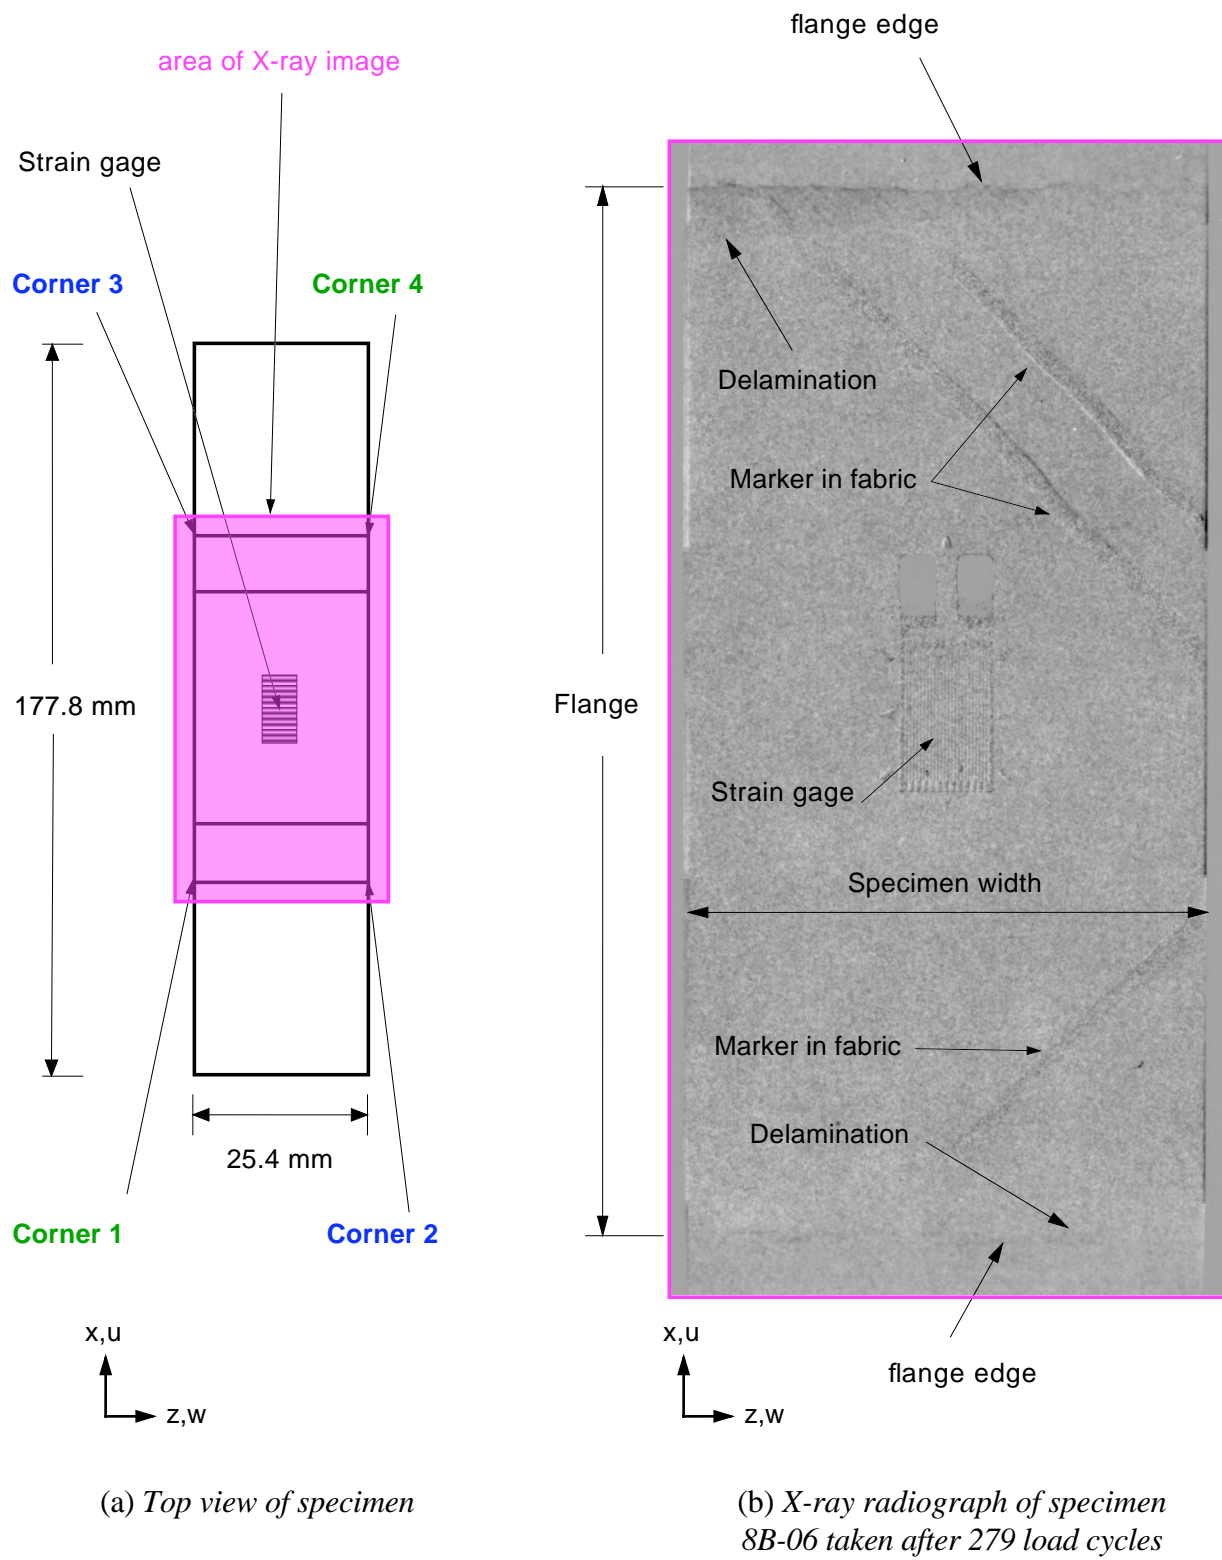 flange edge
area of X-ray image
Strain gage
Corner 3
Corner 4
Delamination
Marker in fabric
177.8 mm
Flange
Strain gage
Specimen width
Marker in fabric
Delamination
25.4 mm
Corner 1
Corner 2
flange edge
x,u
z,w
x,u
z,w
(a) Top view of specimen
(b) X-ray radiograph of specimen
8B-06 taken after 279 load cycles